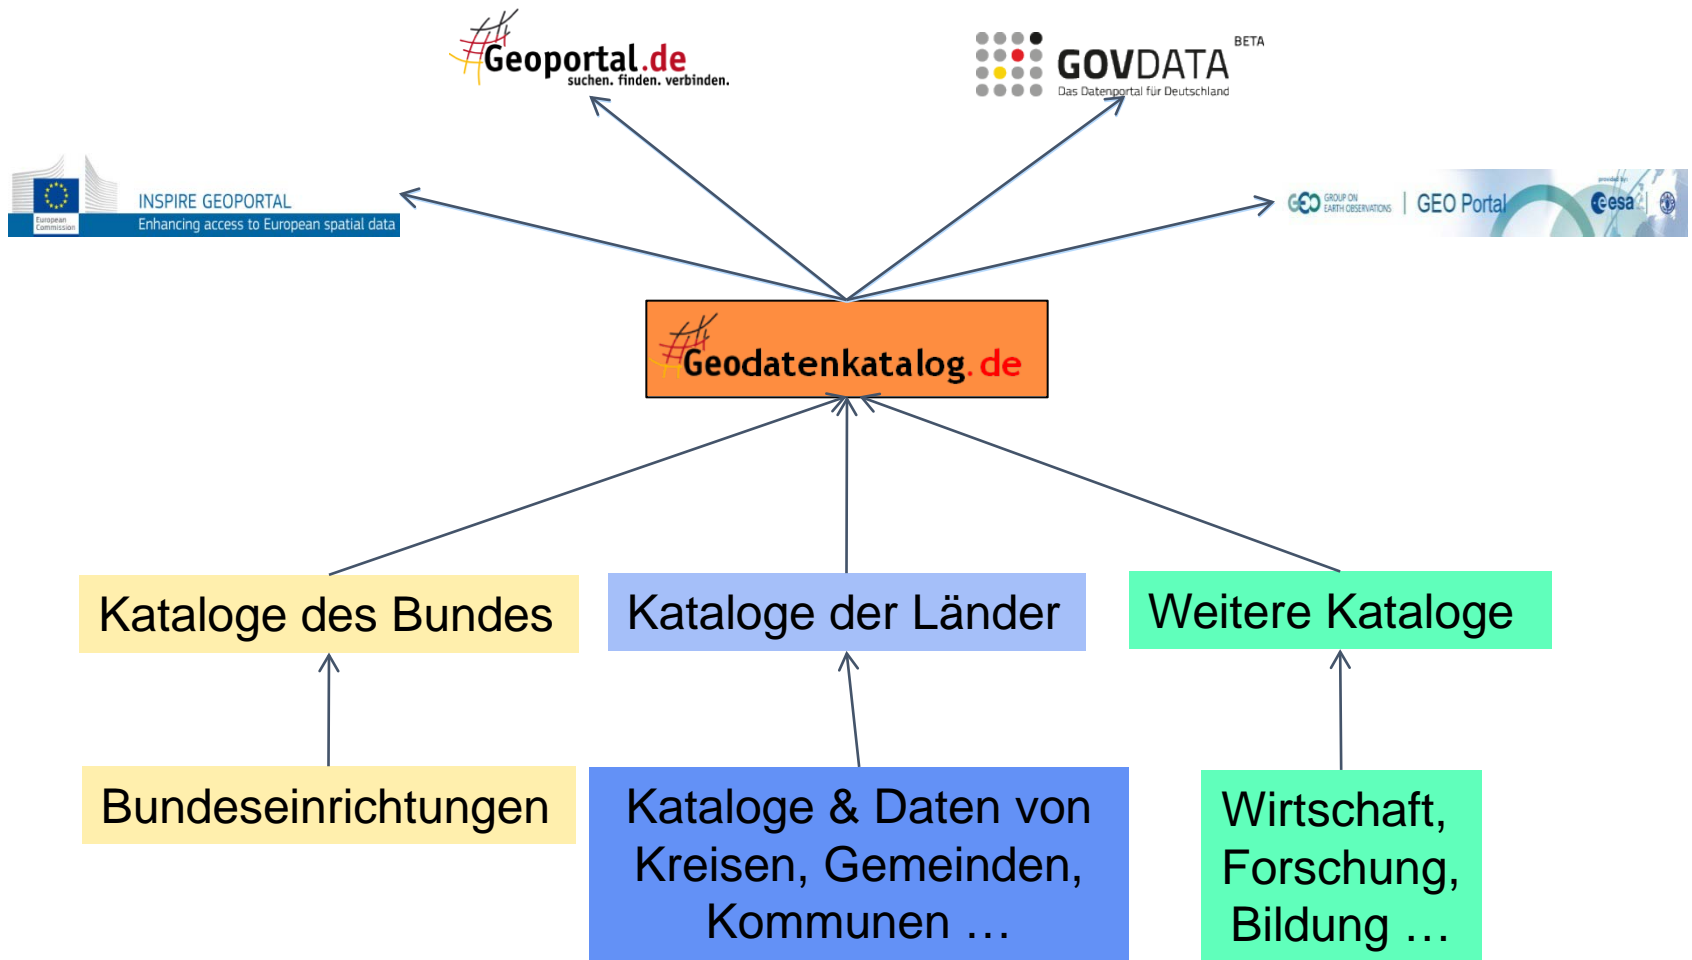 Geoportal.de
suchen. finden. verbinden.
GOVDATA BETA
Das Datenportal für Deutschland
European
Commission
INSPIRE GEOPORTAL
Enhancing access to European spatial data
GEO GROUP ON
EARTH OBSERVATIONS
GEO Portal
provided by:
esa
Geodatenkatalog.de
Kataloge des Bundes
Kataloge der Länder
Weitere Kataloge
Bundeseinrichtungen
Kataloge & Daten von
Kreisen, Gemeinden,
Kommunen …
Wirtschaft,
Forschung,
Bildung …